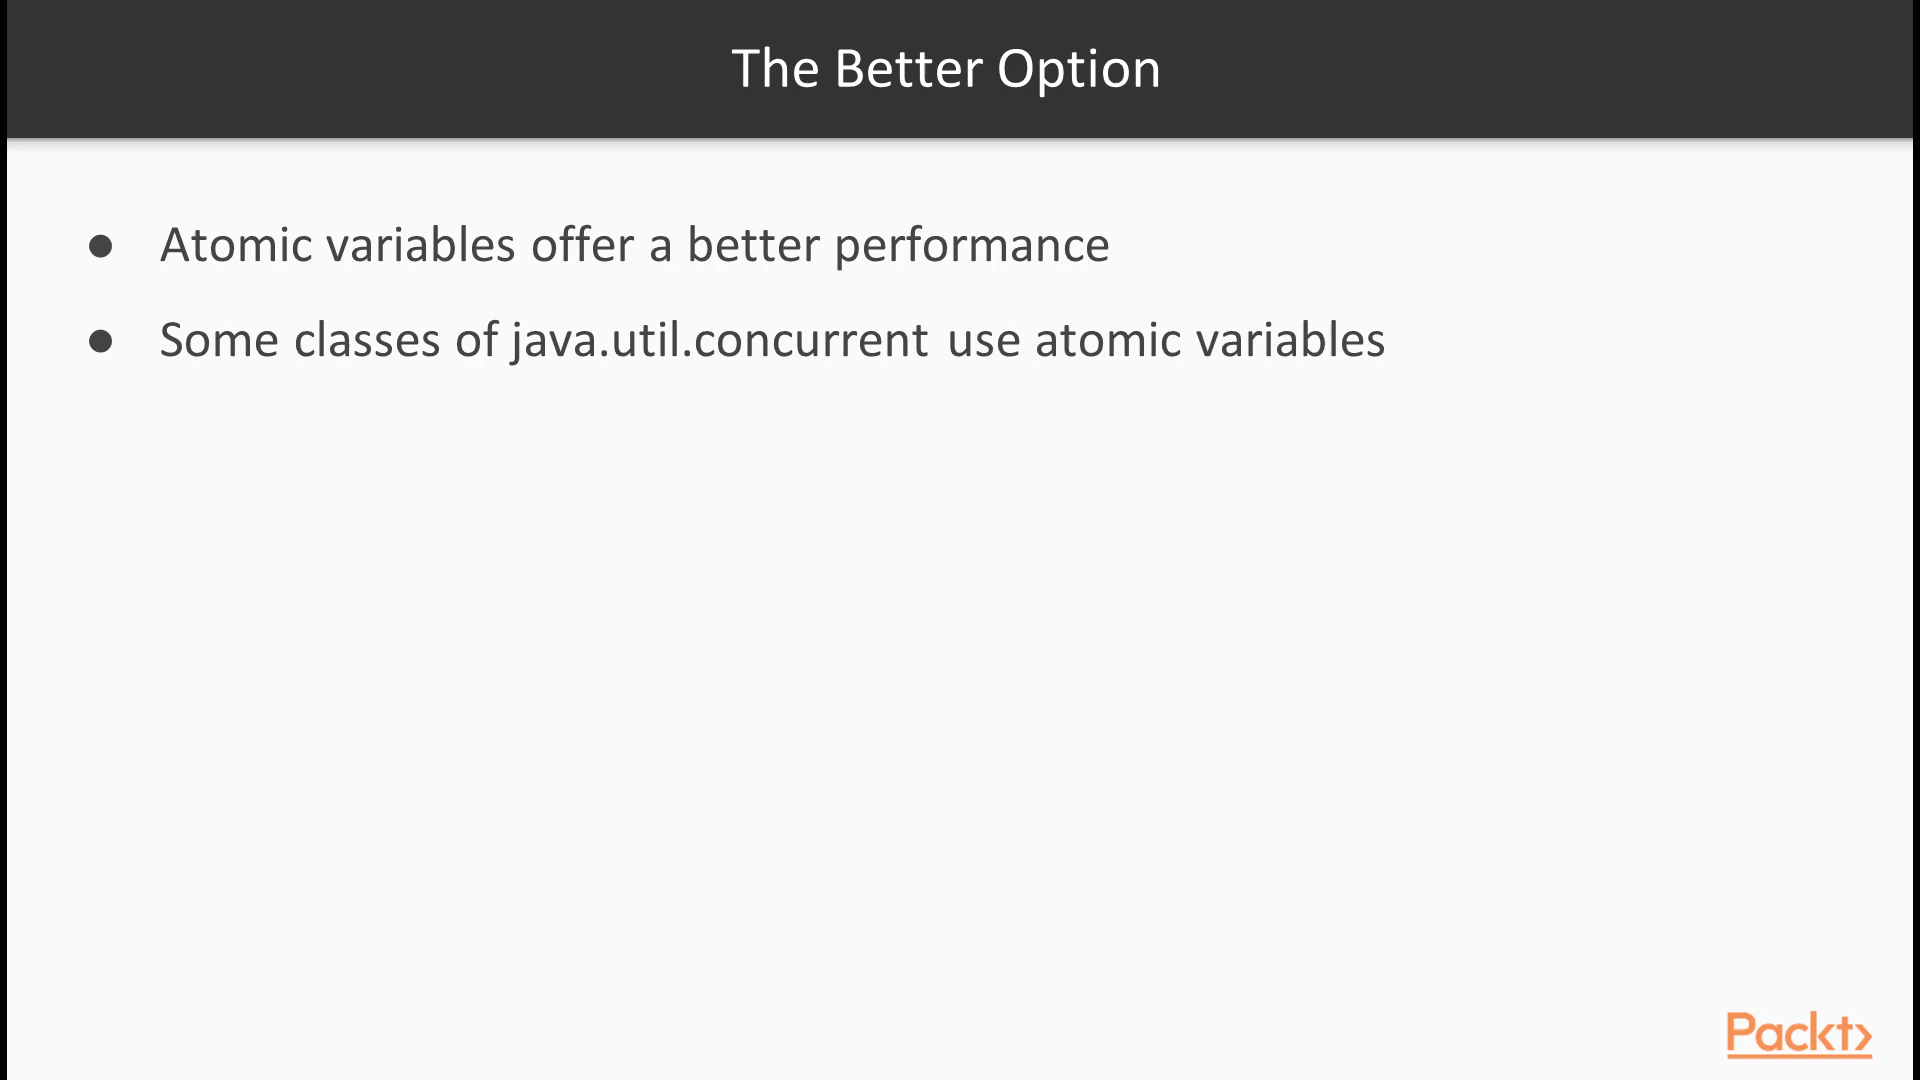 The Better Option
● Atomic variables offer a better performance
● Some classes of java.util.concurrent use atomic variables
Packt>